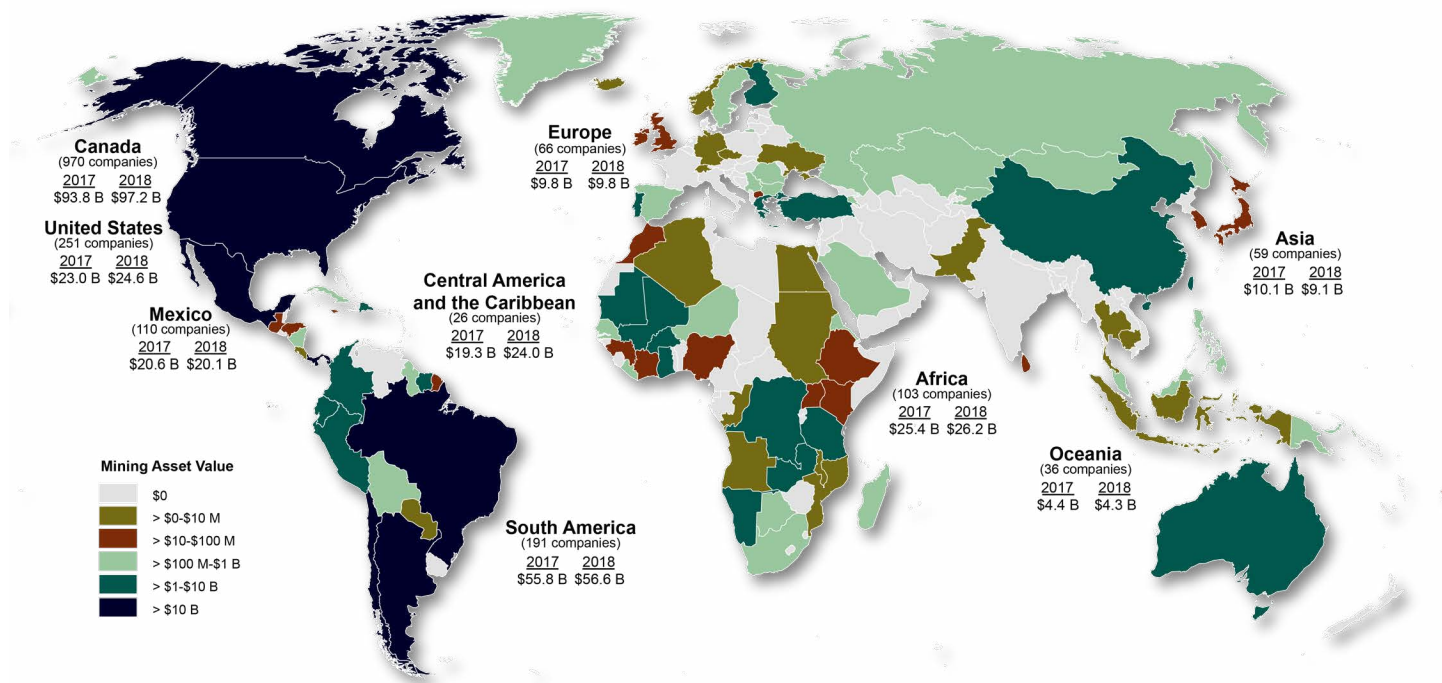 Canada
(970 companies)
2017 2018
$93.8 B $97.2 B
United States
(251 companies)
2017 2018
$23.0 B $24.6 B
Mexico
(110 companies)
2017 2018
$20.6 B $20.1 B
Europe
(66 companies)
2017 2018
$9.8 B $9.8 B
Central America
and the Caribbean
(26 companies)
2017 2018
$19.3 B $24.0 B
Asia
(59 companies)
2017 2018
$10.1 B $9.1 B
Africa
(103 companies)
2017 2018
$25.4 B $26.2 B
Oceania
(36 companies)
2017 2018
$4.4 B $4.3 B
South America
(191 companies)
2017 2018
$55.8 B $56.6 B
Mining Asset Value
$0
> $0-$10 M
> $10-$100 M
> $100 M-$1 B
> $1-$10 B
> $10 B